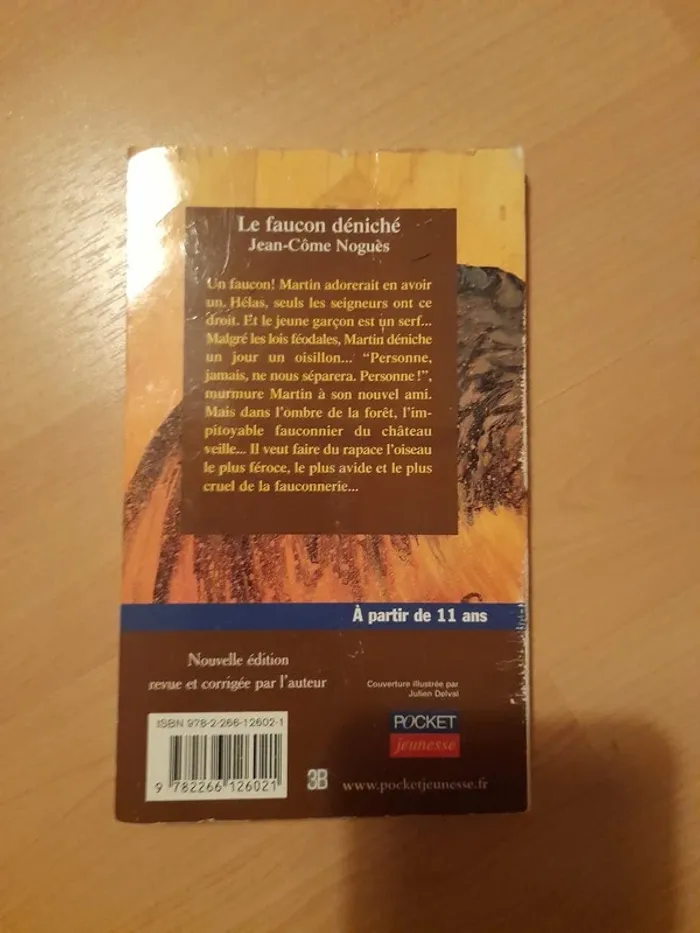 Le faucon déniché
Jean-Côme Noguès
Un faucon! Martin adorerait en avoir
un. Hélas, seuls les seigneurs ont ce
droit. Et le jeune garçon est un serf...
Malgré les lois féodales, Martin déniche
un jour un oisillon... “Personne,
jamais, ne nous séparera. Personne !”,
murmure Martin à son nouvel ami.
Mais dans l’ombre de la forêt, l’im-
pitoyable fauconnier du château
veille... Il veut faire du rapace l’oiseau
le plus féroce, le plus avide et le plus
cruel de la fauconnerie...
À partir de 11 ans
Nouvelle édition
revue et corrigée par l’auteur
Couverture illustrée par
Julien Delval
ISBN 978-2-266-12602-1
9 782266 126021
3B
POCKET
jeunesse
www.pocketjeunesse.fr